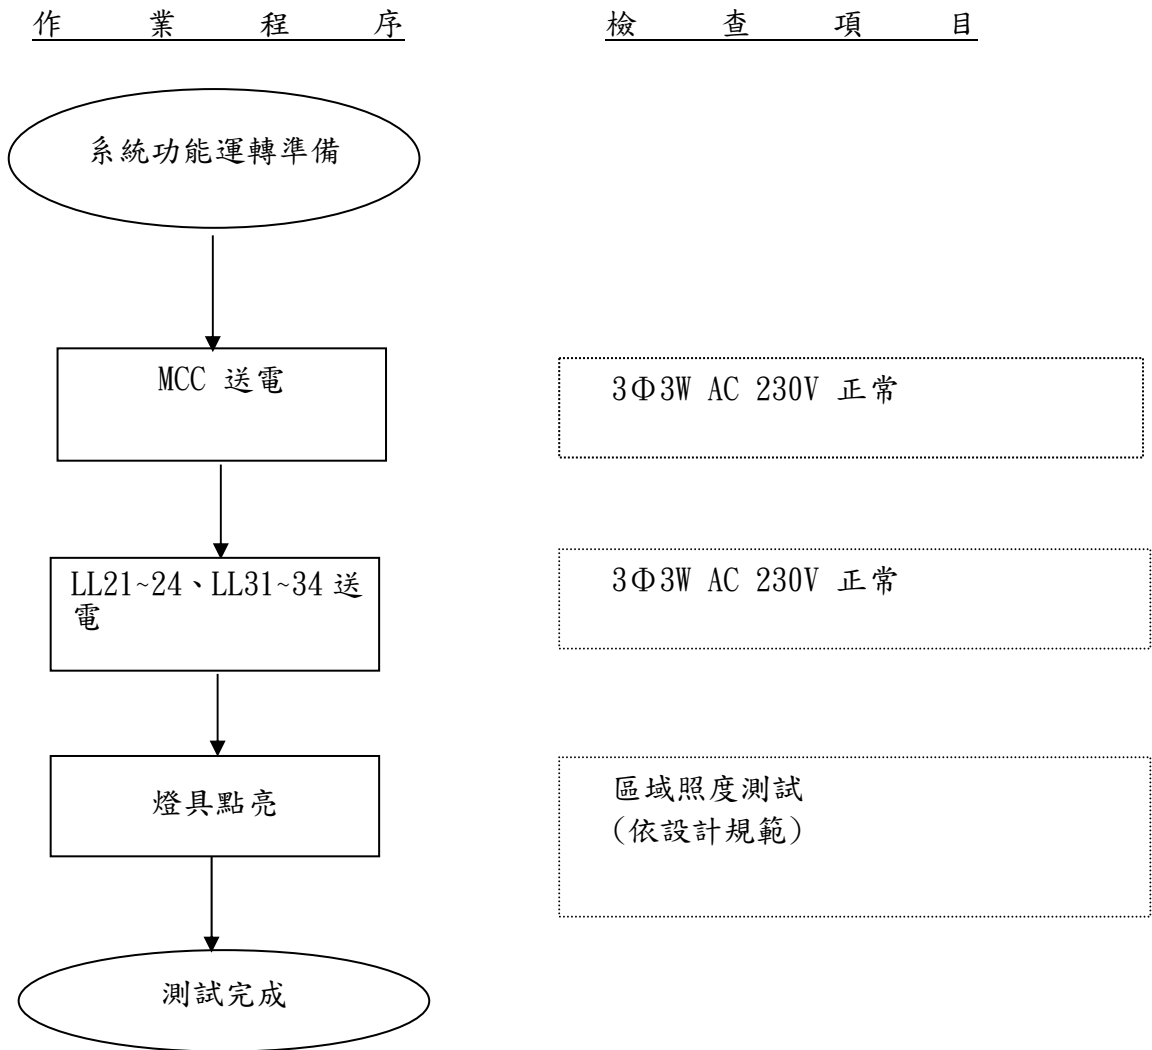 作業程序
檢查項目
系統功能運轉準備
MCC 送電
3Φ3W AC 230V 正常
LL21~24、LL31~34 送
電
3Φ3W AC 230V 正常
燈具點亮
區域照度測試
(依設計規範)
測試完成